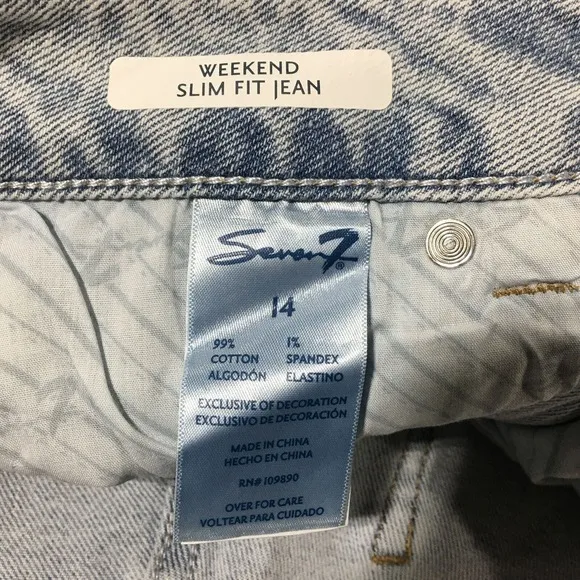 WEEKEND
SLIM FIT JEAN
Seven7®
14
99% 1%
COTTON SPANDEX
ALGODÓN ELASTINO
EXCLUSIVE OF DECORATION
EXCLUSIVO DE DECORACIÓN
MADE IN CHINA
HECHO EN CHINA
RN# 109890
OVER FOR CARE
VOLTEAR PARA CUIDADO